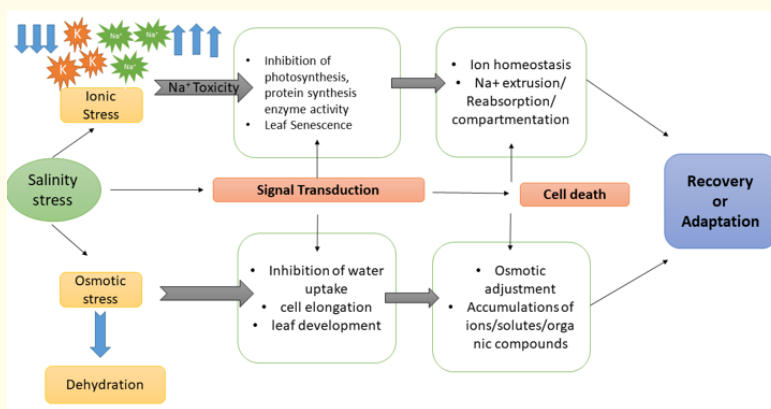 K
K
K
K
Na⁺
Na⁺
Na⁺
Ionic
Stress
Na⁺ Toxicity
• Inhibition of
photosynthesis,
protein synthesis
enzyme activity
• Leaf Senescence
• Ion homeostasis
• Na+ extrusion/
Reabsorption/
compartmentation
Salinity
stress
Signal Transduction
Cell death
Recovery
or
Adaptation
Osmotic
stress
• Inhibition of water
uptake
• cell elongation
• leaf development
• Osmotic
adjustment
• Accumulations of
ions/solutes/orga
nic compounds
Dehydration